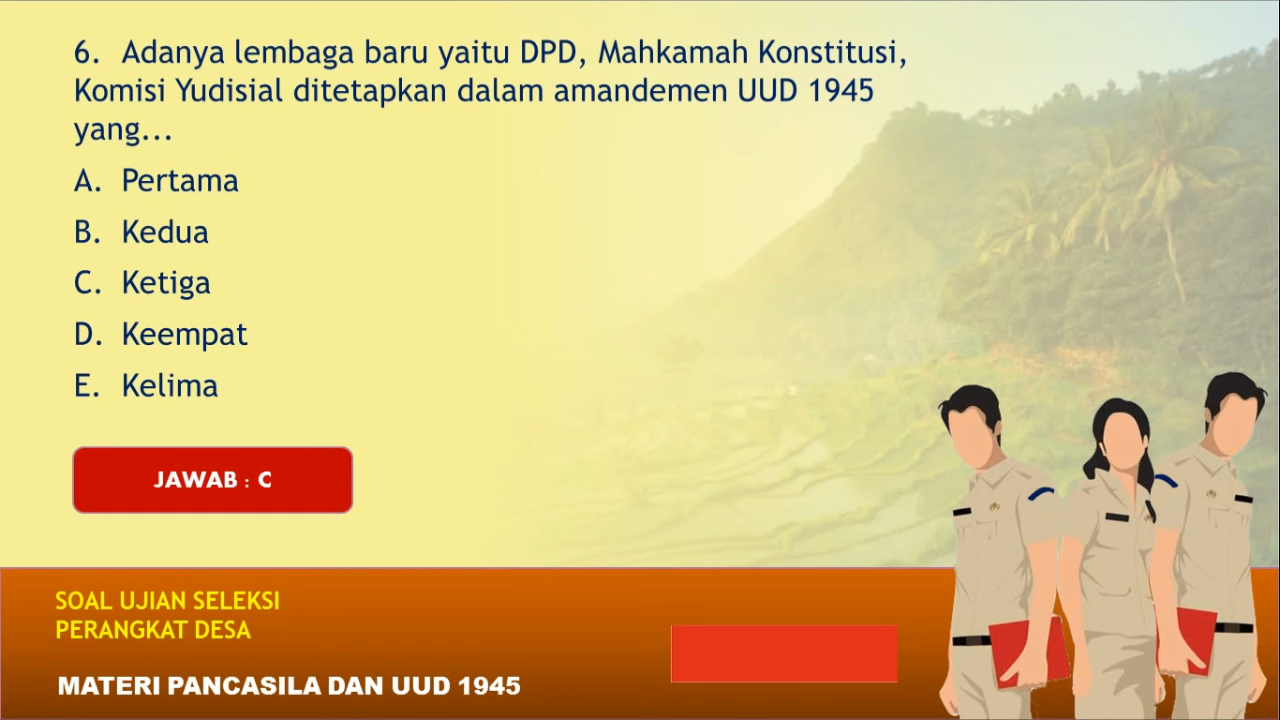 6. Adanya lembaga baru yaitu DPD, Mahkamah Konstitusi,
Komisi Yudisial ditetapkan dalam amandemen UUD 1945
yang...
A. Pertama
B. Kedua
C. Ketiga
D. Keempat
E. Kelima
JAWAB : C
SOAL UJIAN SELEKSI
PERANGKAT DESA
MATERI PANCASILA DAN UUD 1945